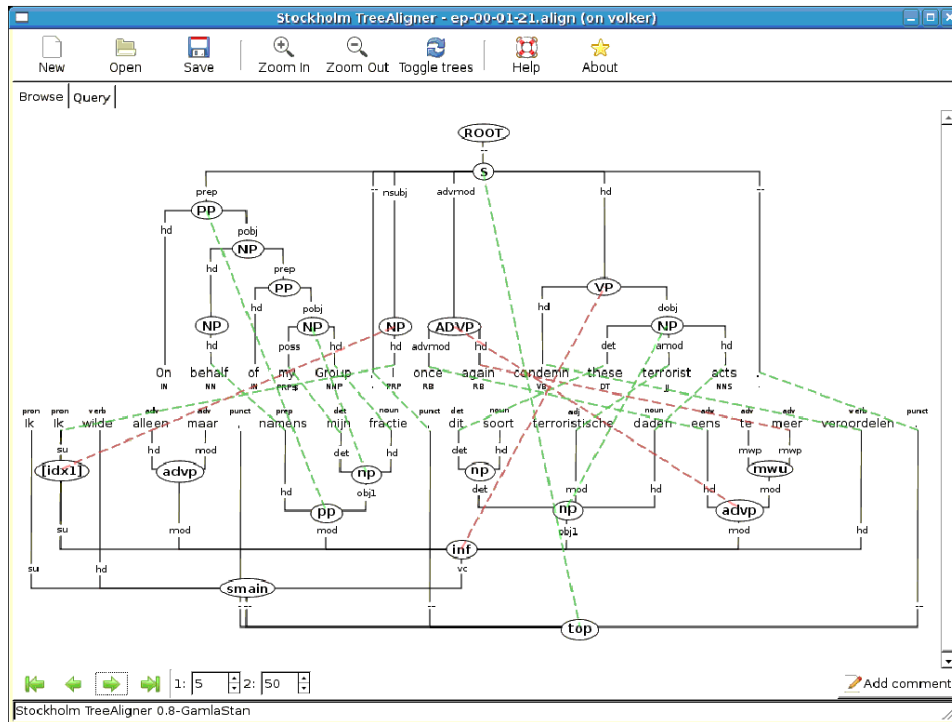 Stockholm TreeAligner - ep-00-01-21.align (on volker)
New Open Save Zoom In Zoom Out Toggle trees Help About
Browse Query
ROOT
--
S
prep -- nsubj advmod hd --
PP
hd pobj
NP
hd prep
PP VP
hd pobj hd dobj
NP NP NP ADVP NP
hd poss hd hd advmod hd det amod hd
On behalf of my Group , I once again condemn these terrorist acts .
IN NN IN PRP$ NNP , PRP RB RB VB DT JJ NNS .
pron pron verb adv adv punct prep det noun punct det noun adj noun adv adv adv verb punct
Ik Ik wilde alleen maar , namens mijn fractie , dit soort terroristische daden eens te meer veroordelen .
su hd mod det hd det hd mwp mwp
[idx1] advp np np mwu
hd obj1 det mod hd hd mod
pp np advp
su mod mod obj1 mod hd
inf
su hd vc
smain
-- -- -- --
top
1: 5 2: 50 Add comment
Stockholm TreeAligner 0.8-GamlaStan